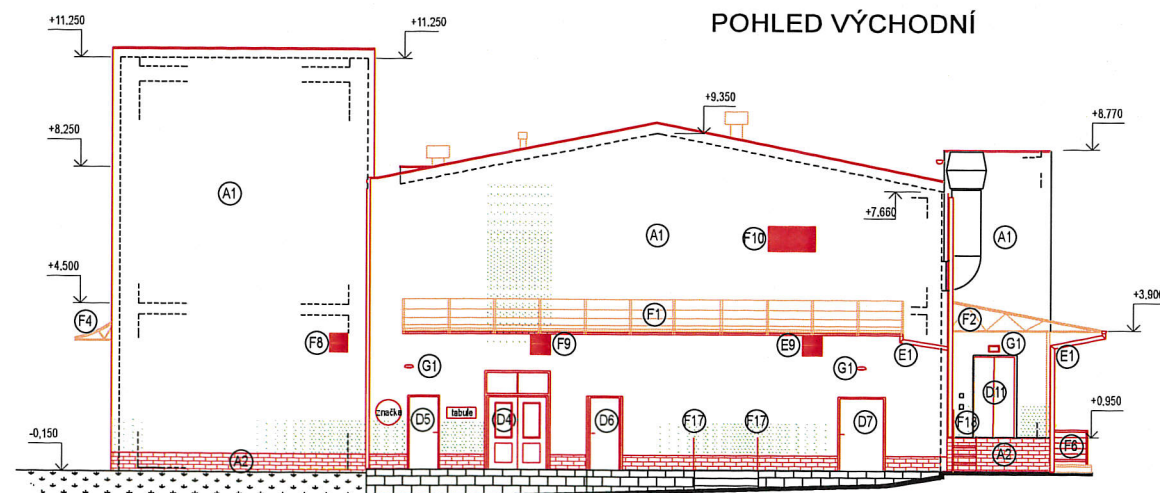 POHLED VÝCHODNÍ
+11,250
+11,250
+9,350
+8,770
+8,250
A1
+7,660
A1
F10
A1
+4,500
+3,900
F4
F1
F2
F8
F9
E9
E1
G1
E1
G1
G1
D11
značka
D5
tabule
D4
D6
F17
F17
D7
F18
+0,950
-0,150
A2
A2
F6